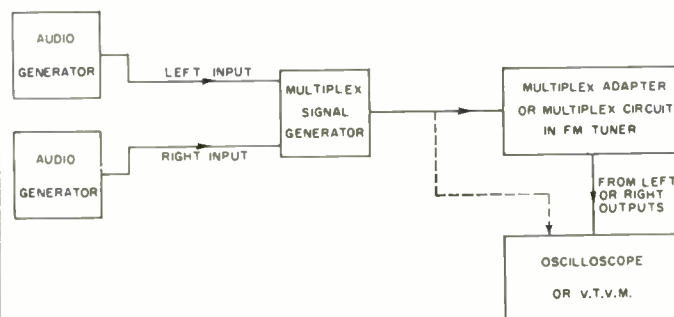 AUDIO
GENERATOR
LEFT INPUT
AUDIO
GENERATOR
RIGHT INPUT
MULTIPLEX
SIGNAL
GENERATOR
MULTIPLEX ADAPTER
OR MULTIPLEX CIRCUIT
IN FM TUNER
FROM LEFT
OR RIGHT
OUTPUTS
OSCILLOSCOPE
OR V.T.V.M.